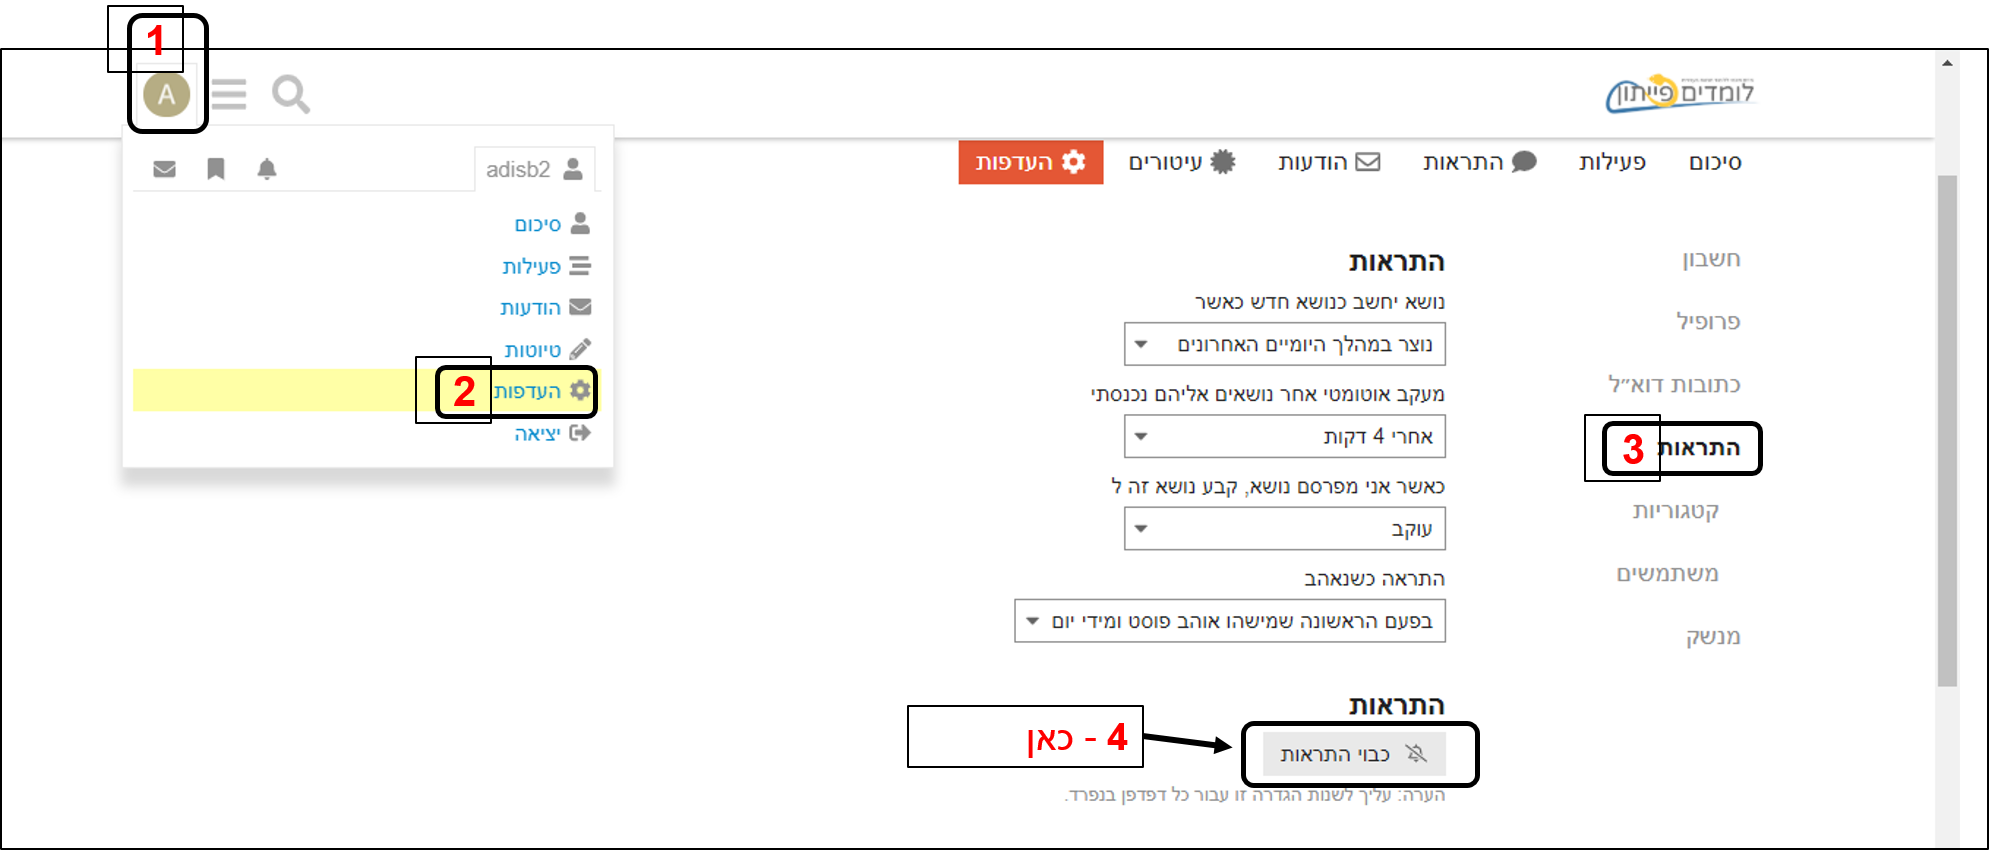 1
A
לומדים פייתון
סיכום
פעילות
התראות
הודעות
עיטורים
העדפות
adisb2
סיכום
פעילות
הודעות
טיוטות
2 העדפות
יציאה
חשבון
פרופיל
כתובות דוא״ל
3 התראות
קטגוריות
משתמשים
מנשק
התראות
נושא יחשב כנושא חדש כאשר
נוצר במהלך היומיים האחרונים
מעקב אוטומטי אחר נושאים אליהם נכנסתי
אחרי 4 דקות
כאשר אני מפרסם נושא, קבע נושא זה ל
עוקב
התראה כשנאהב
בפעם הראשונה שמישהו אוהב פוסט ומידי יום
התראות
4 - כאן
כבוי התראות
הערה: עליך לשנות הגדרה זו עבור כל דפדפן בנפרד.